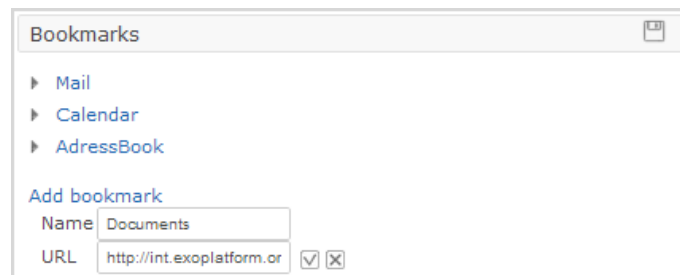 Bookmarks
Mail
Calendar
AdressBook
Add bookmark
Name Documents
URL http://int.exoplatform.or